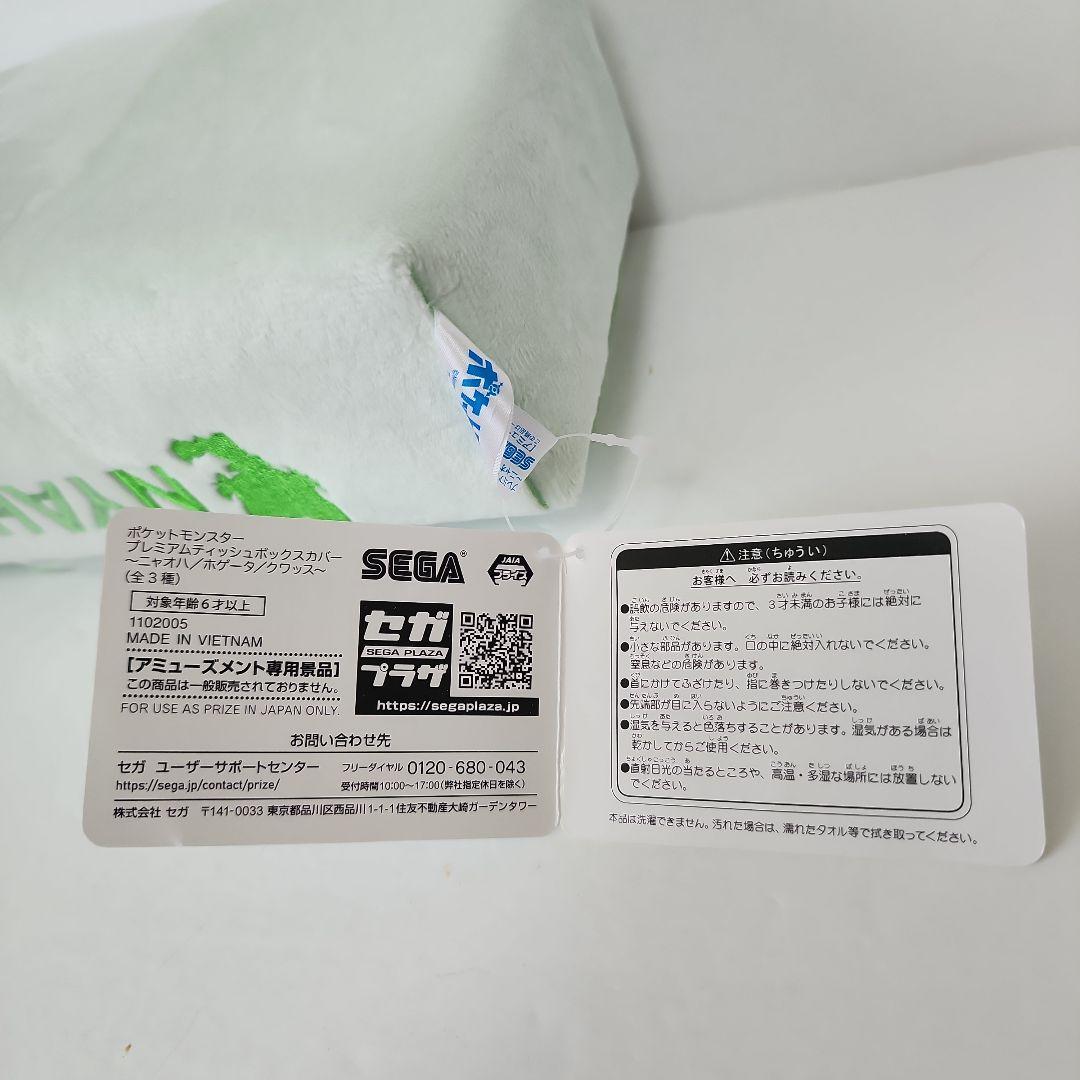 ポケ
SEGA
NYAH
ポケットモンスター
プレミアムティッシュボックスカバー
~ニャオハ/ホゲータ/クワッス~
(全3種)
対象年齢6才以上
1102005
MADE IN VIETNAM
【アミューズメント専用景品】
この商品は一般販売されておりません。
FOR USE AS PRIZE IN JAPAN ONLY.
SEGA®
JAIA
プライズ
セガ
SEGA PLAZA
プラザ
https://segaplaza.jp
お問い合わせ先
セガ ユーザーサポートセンター
フリーダイヤル 0120-680-043
https://sega.jp/contact/prize/
受付時間10:00~17:00(弊社指定休日を除く)
株式会社 セガ 〒141-0033 東京都品川区西品川1-1-1住友不動産大崎ガーデンタワー
⚠注意(ちゅうい)
お客様へ 必ずお読みください。
●誤飲の危険がありますので、3才未満のお子様には絶対に
与えないでください。
●小さな部品があります。口の中に絶対入れないでください。
窒息などの危険があります。
●首にかけてふざけたり、指に巻きつけたりしないでください。
●先端部が目に入らないようにご注意ください。
●湿気を与えると色落ちすることがあります。湿気がある場合は
乾かしてからご使用ください。
●直射日光の当たるところや、高温・多湿な場所には放置しない
でください。
本品は洗濯できません。汚れた場合は、濡れたタオル等で拭き取ってください。